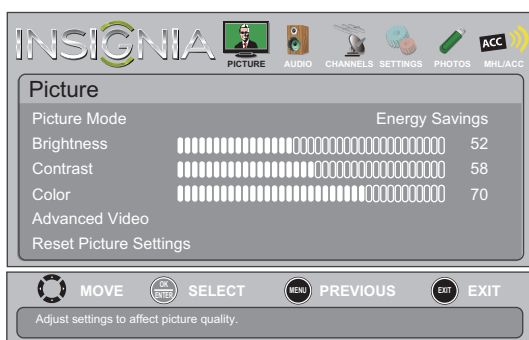 INSIGNIA
PICTURE AUDIO CHANNELS SETTINGS PHOTOS MHL/ACC
ACC
Picture
Picture Mode Energy Savings
Brightness 52
Contrast 58
Color 70
Advanced Video
Reset Picture Settings
MOVE OK ENTER SELECT MENU PREVIOUS EXIT EXIT
Adjust settings to affect picture quality.